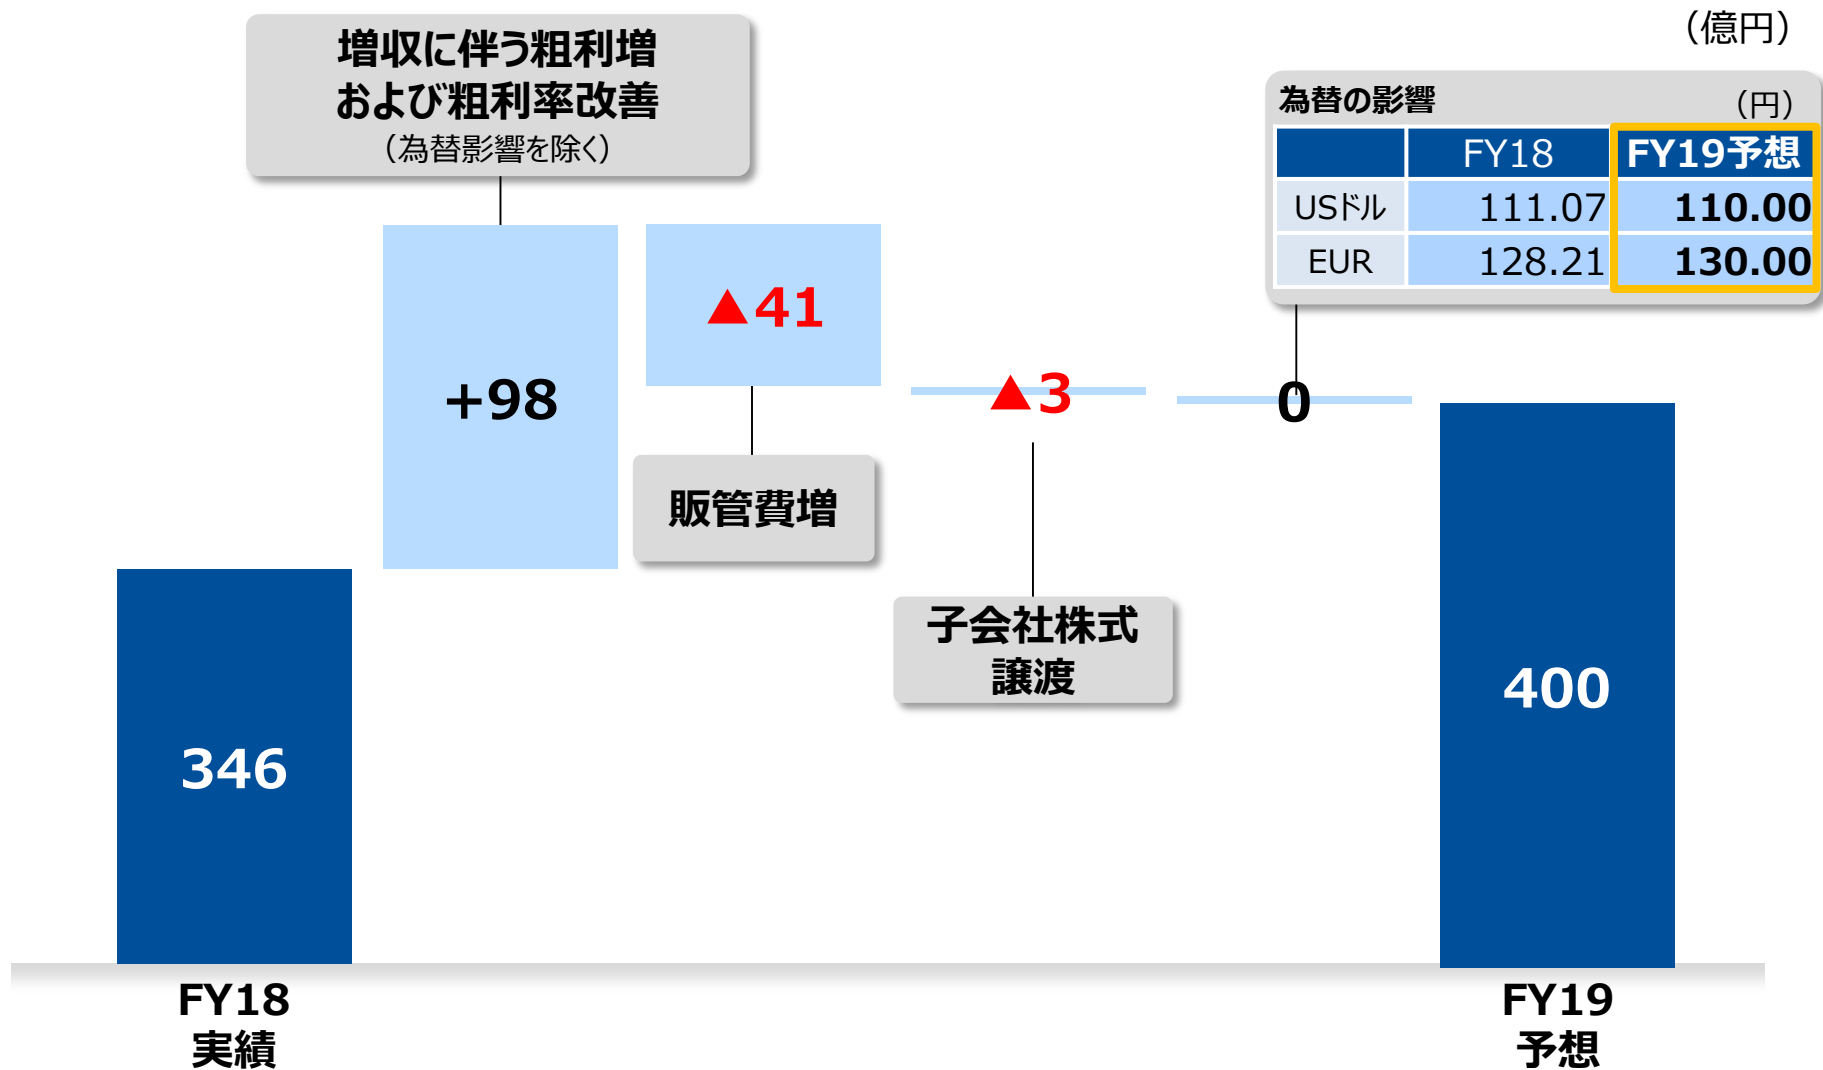 （億円）
増収に伴う粗利増
および粗利率改善
（為替影響を除く）
為替の影響 （円）
FY18 FY19予想
USドル 111.07 110.00
EUR 128.21 130.00
+98
▲41
▲3
0
販管費増
子会社株式
譲渡
346
400
FY18
実績
FY19
予想